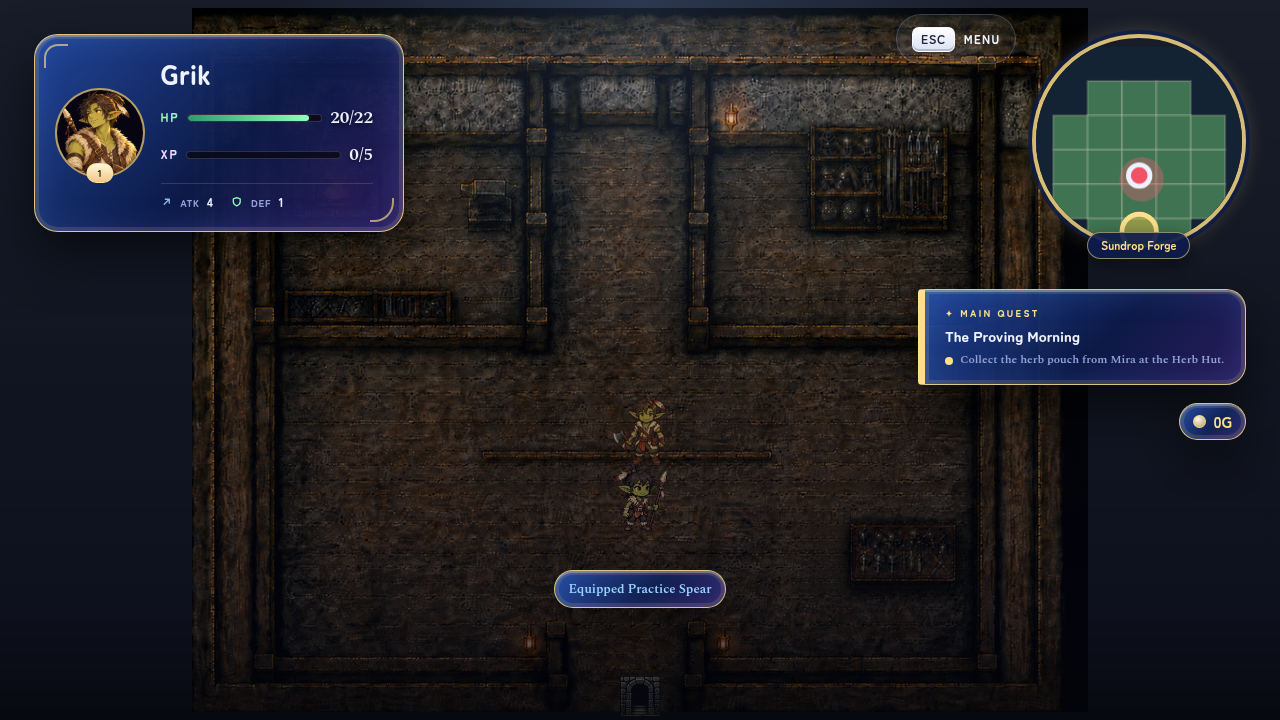 Grik
HP 20/22
XP 0/5
1
ATK 4 DEF 1
ESC MENU
Sundrop Forge
MAIN QUEST
The Proving Morning
Collect the herb pouch from Mira at the Herb Hut.
0G
Equipped Practice Spear